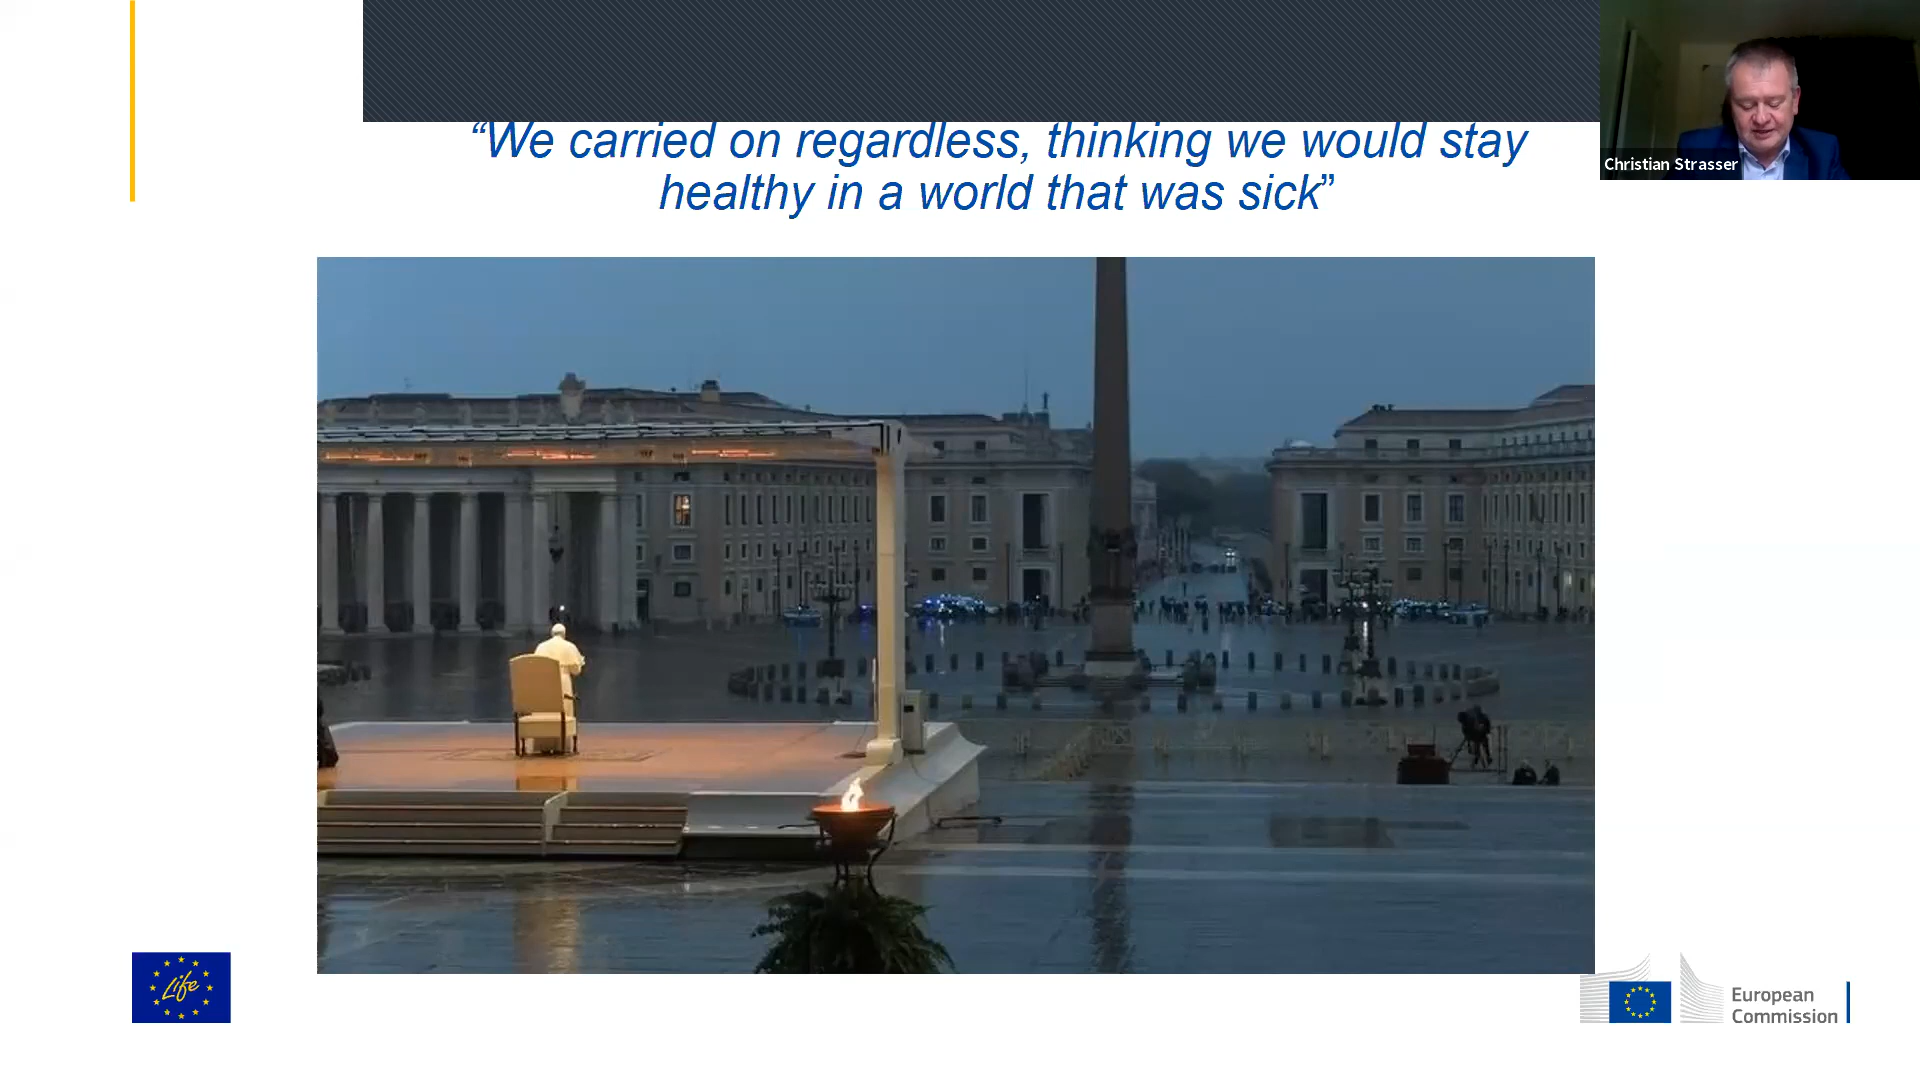 “We carried on regardless, thinking we would stay
healthy in a world that was sick”
Christian Strasser
Life
European
Commission